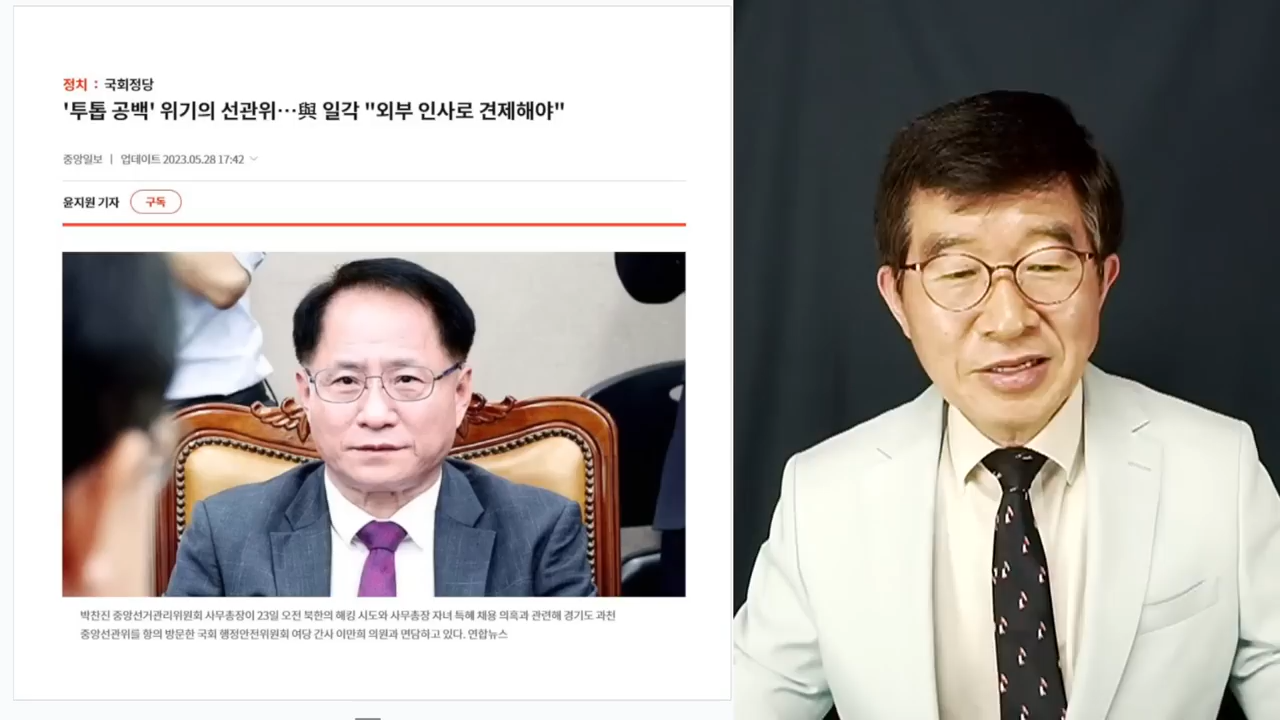 정치 : 국회정당
'투톱 공백' 위기의 선관위…與 일각 "외부 인사로 견제해야"
중앙일보 | 업데이트 2023.05.28 17:42
윤지원 기자 구독
박찬진 중앙선거관리위원회 사무총장이 23일 오전 북한의 해킹 시도와 사무총장 자녀 특혜 채용 의혹과 관련해 경기도 과천
중앙선관위를 항의 방문한 국회 행정안전위원회 여당 간사 이만희 의원과 면담하고 있다. 연합뉴스